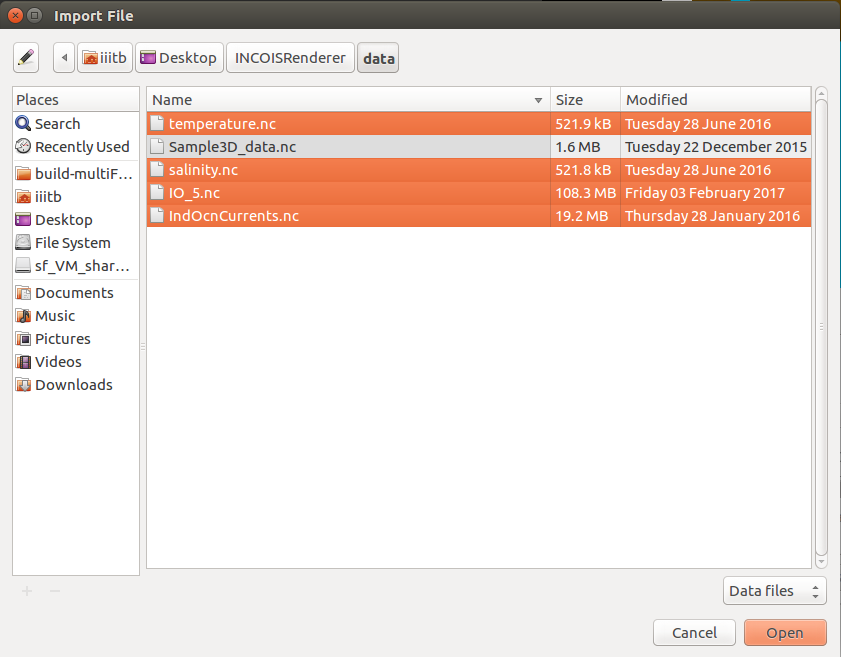 Import File
iiitb Desktop INCOISRenderer data
Places
Search
Recently Used
build-multiF...
iiitb
Desktop
File System
sf_VM_shar...
Documents
Music
Pictures
Videos
Downloads
Name Size Modified
temperature.nc 521.9 kB Tuesday 28 June 2016
Sample3D_data.nc 1.6 MB Tuesday 22 December 2015
salinity.nc 521.8 kB Tuesday 28 June 2016
IO_5.nc 108.3 MB Friday 03 February 2017
IndOcnCurrents.nc 19.2 MB Thursday 28 January 2016
Data files
Cancel Open